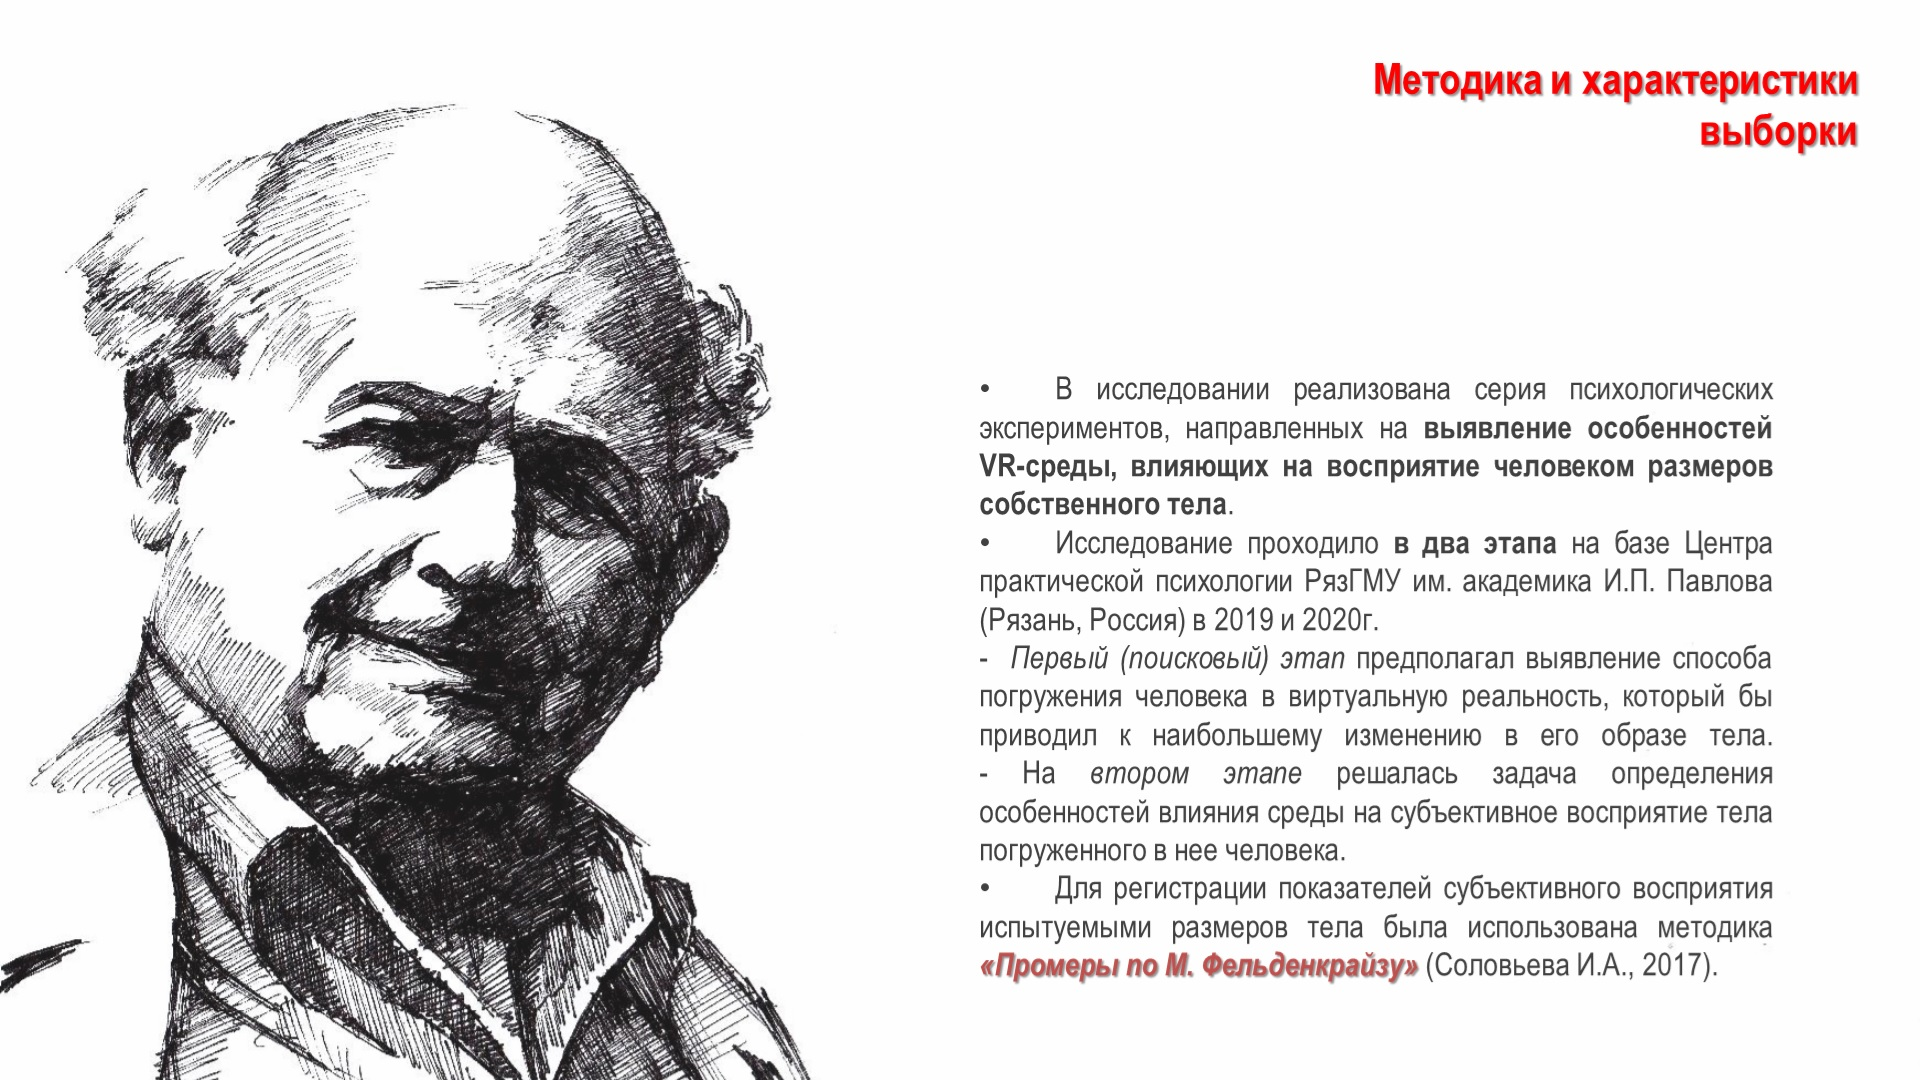 Методика и характеристики
выборки
• В исследовании реализована серия психологических
экспериментов, направленных на выявление особенностей
VR-среды, влияющих на восприятие человеком размеров
собственного тела.
• Исследование проходило в два этапа на базе Центра
практической психологии РязГМУ им. академика И.П. Павлова
(Рязань, Россия) в 2019 и 2020г.
- Первый (поисковый) этап предполагал выявление способа
погружения человека в виртуальную реальность, который бы
приводил к наибольшему изменению в его образе тела.
- На втором этапе решалась задача определения
особенностей влияния среды на субъективное восприятие тела
погруженного в нее человека.
• Для регистрации показателей субъективного восприятия
испытуемыми размеров тела была использована методика
«Промеры по М. Фельденкрайзу» (Соловьева И.А., 2017).